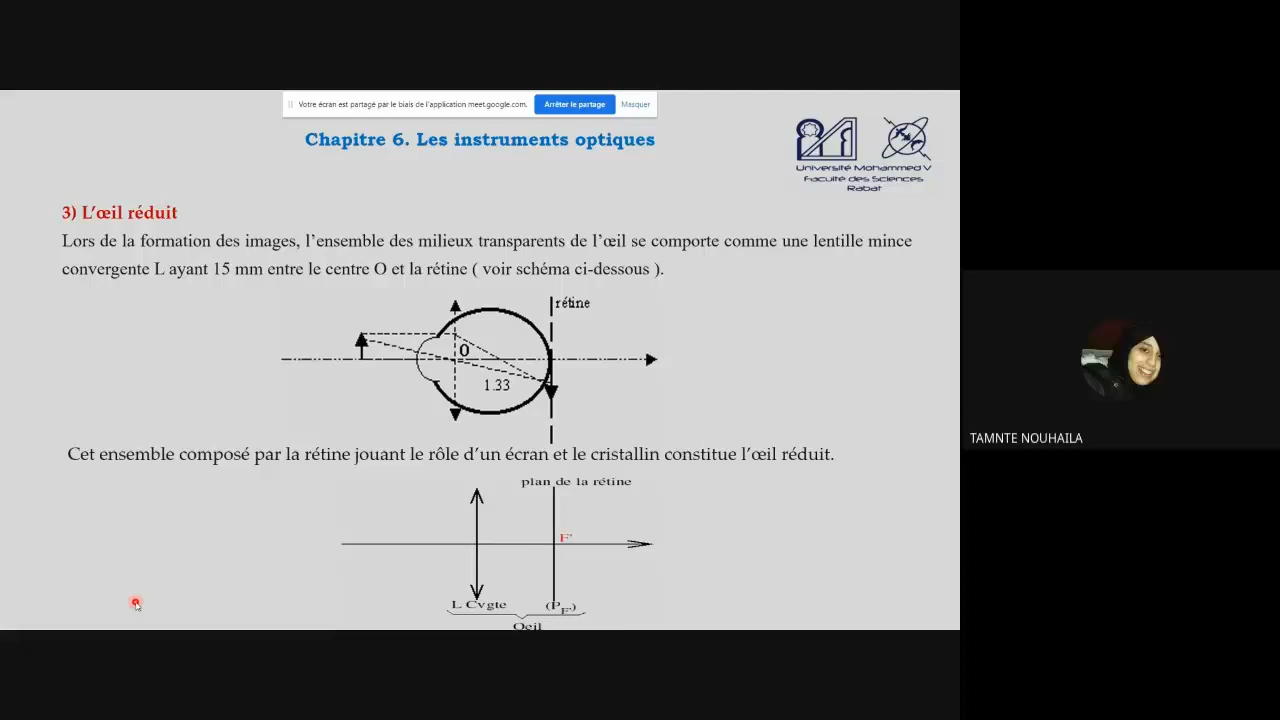 Votre écran est partagé par le biais de l'application meet.google.com.
Arrêter le partage
Masquer
Chapitre 6. Les instruments optiques
Université Mohammed V
Faculté des Sciences
Rabat
3) L'œil réduit
Lors de la formation des images, l'ensemble des milieux transparents de l'œil se comporte comme une lentille mince
convergente L ayant 15 mm entre le centre O et la rétine ( voir schéma ci-dessous ).
rétine
O
1.33
Cet ensemble composé par la rétine jouant le rôle d'un écran et le cristallin constitue l'œil réduit.
plan de la rétine
F'
L Cvgte
(P_F')
Oeil
TAMNTE NOUHAILA